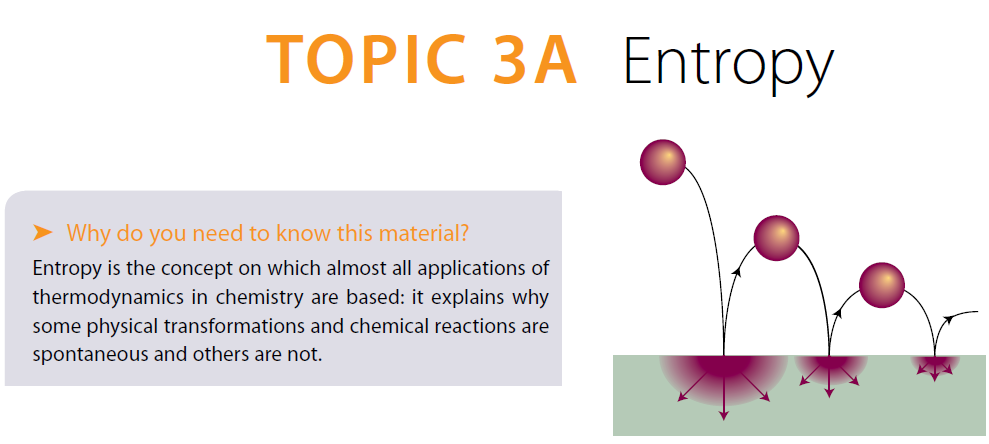 TOPIC 3A Entropy
➤ Why do you need to know this material?
Entropy is the concept on which almost all applications of
thermodynamics in chemistry are based: it explains why
some physical transformations and chemical reactions are
spontaneous and others are not.